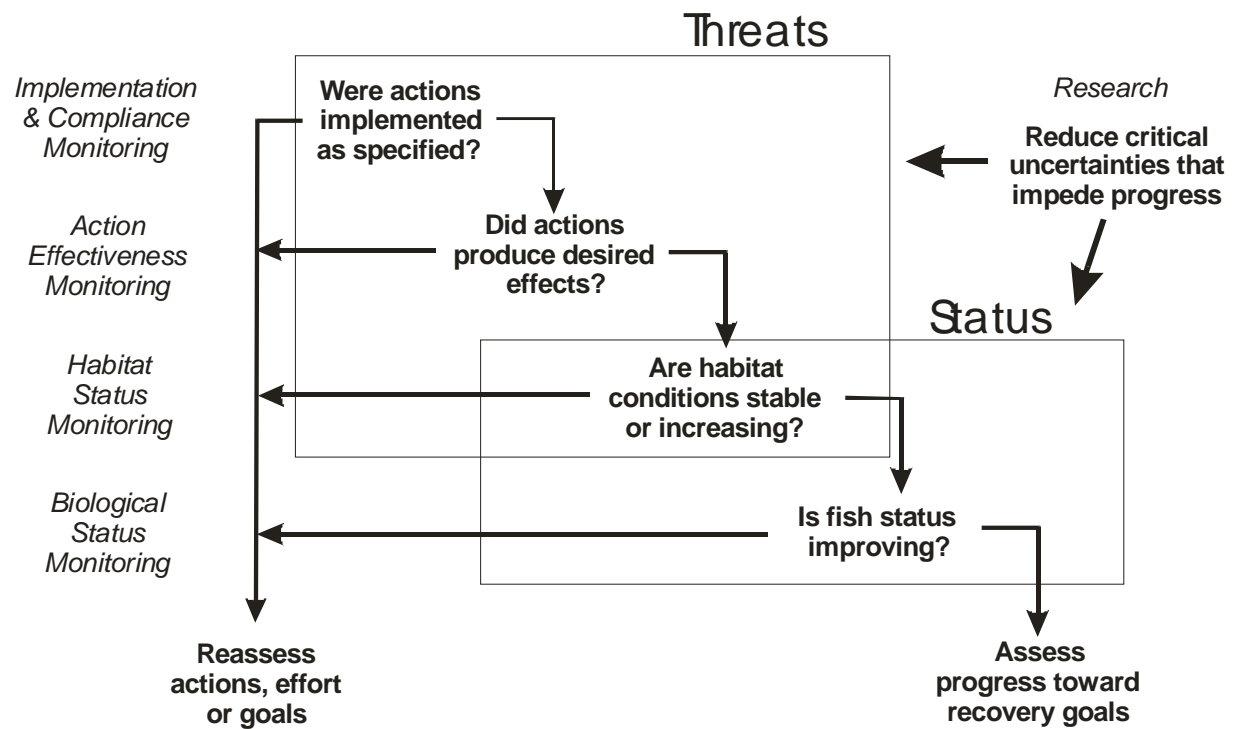 Threats
Implementation
& Compliance
Monitoring
Were actions
implemented
as specified?
Research
Reduce critical
uncertainties that
impede progress
Action
Effectiveness
Monitoring
Did actions
produce desired
effects?
Status
Habitat
Status
Monitoring
Are habitat
conditions stable
or increasing?
Biological
Status
Monitoring
Is fish status
improving?
Reassess
actions, effort
or goals
Assess
progress toward
recovery goals